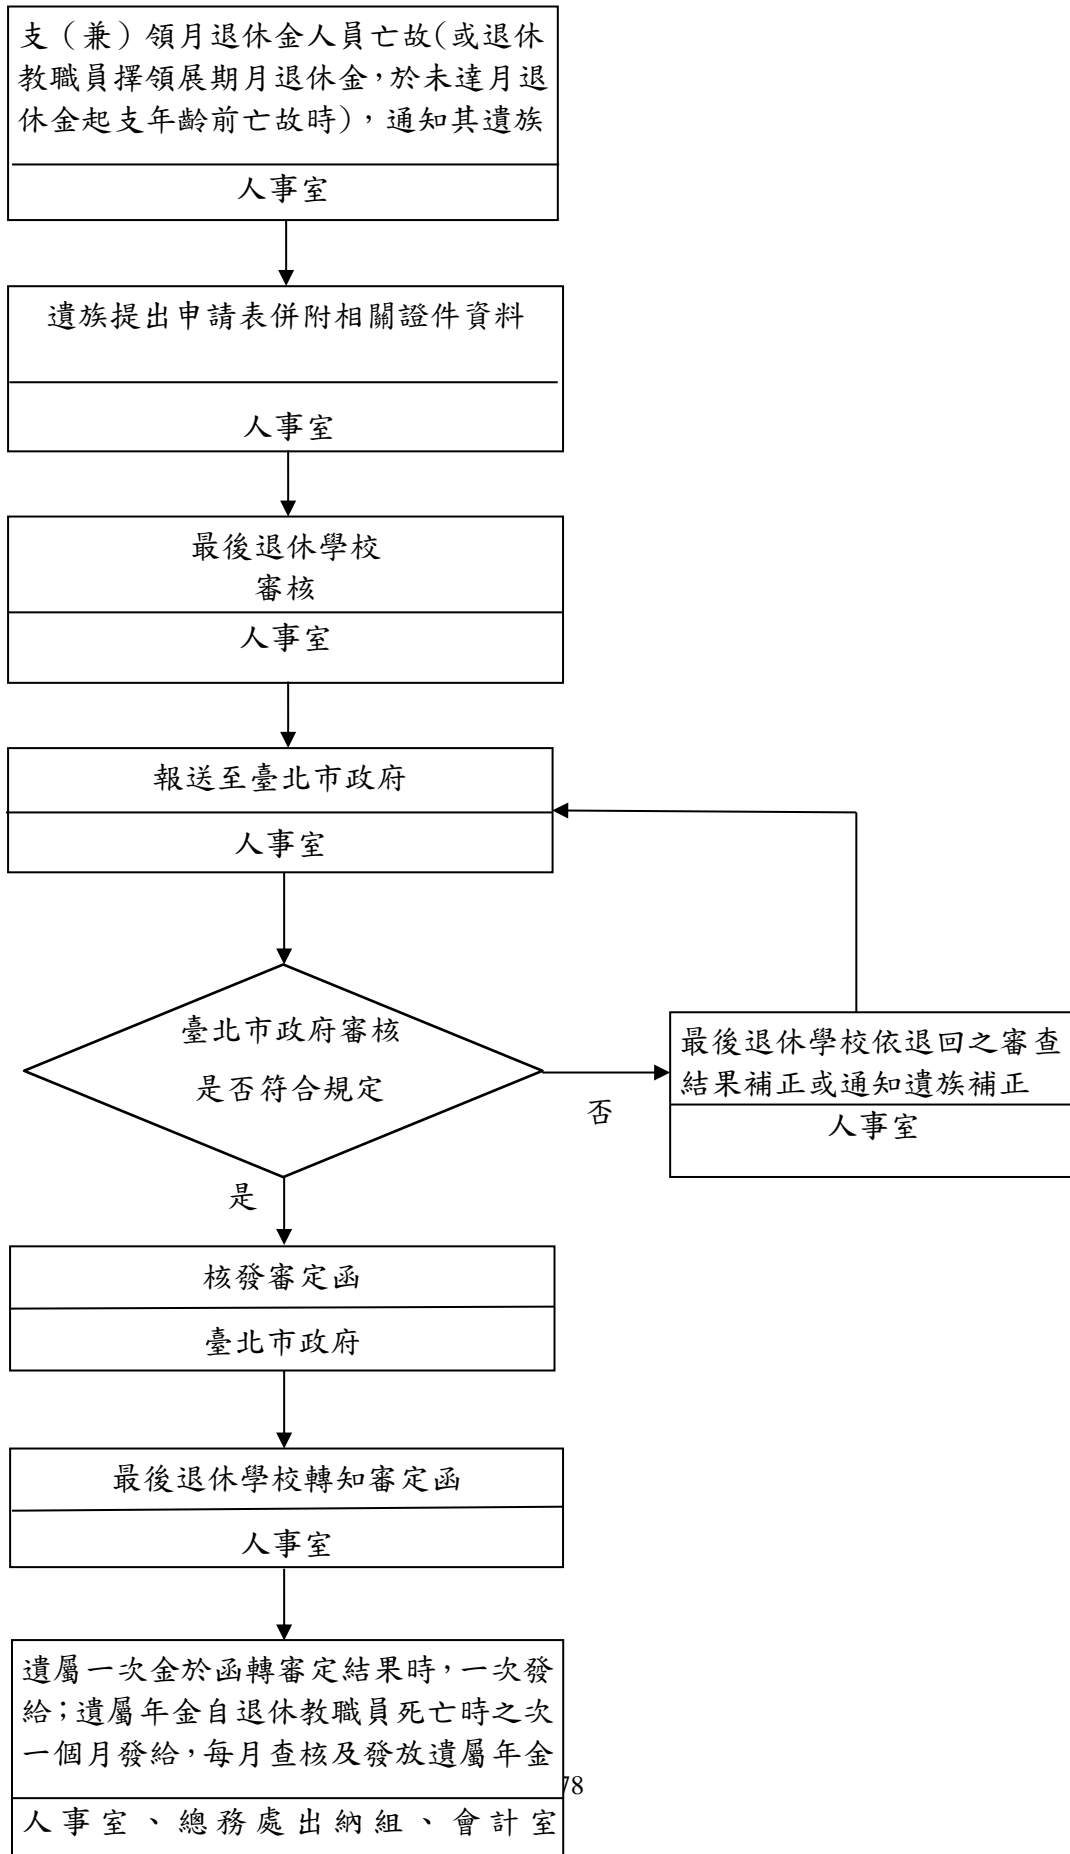 支（兼）領月退休金人員亡故(或退休
教職員擇領展期月退休金，於未達月退
休金起支年齡前亡故時)，通知其遺族
人事室
遺族提出申請表併附相關證件資料
人事室
最後退休學校
審核
人事室
報送至臺北市政府
人事室
臺北市政府審核
是否符合規定
否
最後退休學校依退回之審查
結果補正或通知遺族補正
人事室
是
核發審定函
臺北市政府
最後退休學校轉知審定函
人事室
遺屬一次金於函轉審定結果時，一次發
給；遺屬年金自退休教職員死亡時之次
一個月發給，每月查核及發放遺屬年金
78
人事室、總務處出納組、會計室